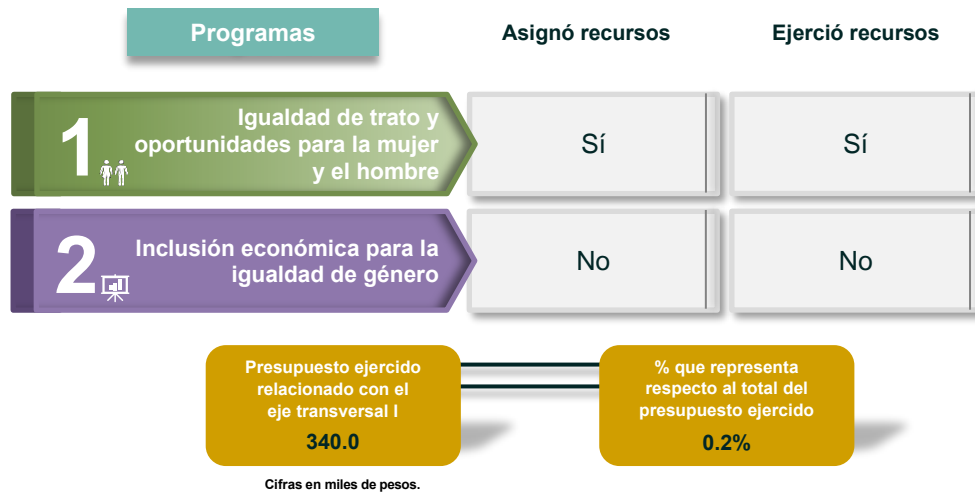 Programas
Asignó recursos
Ejerció recursos
1
Igualdad de trato y
oportunidades para la mujer
y el hombre
Sí
Sí
2
Inclusión económica para la
igualdad de género
No
No
Presupuesto ejercido
relacionado con el
eje transversal I
340.0
% que representa
respecto al total del
presupuesto ejercido
0.2%
Cifras en miles de pesos.